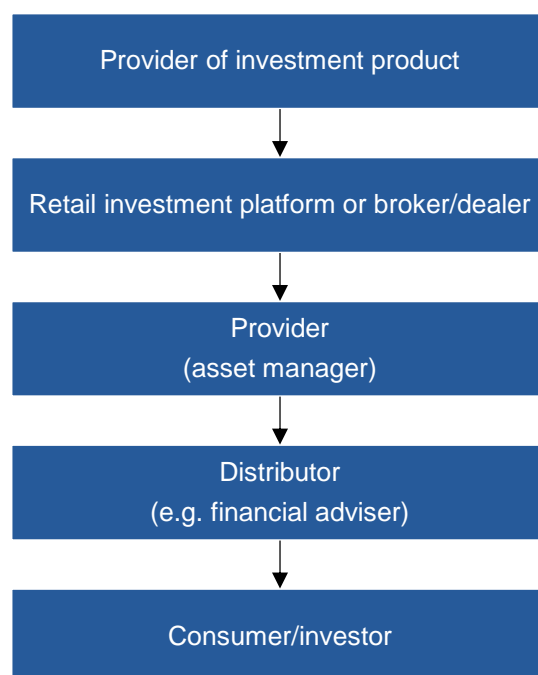 Provider of investment product
Retail investment platform or broker/dealer
Provider
(asset manager)
Distributor
(e.g. financial adviser)
Consumer/investor